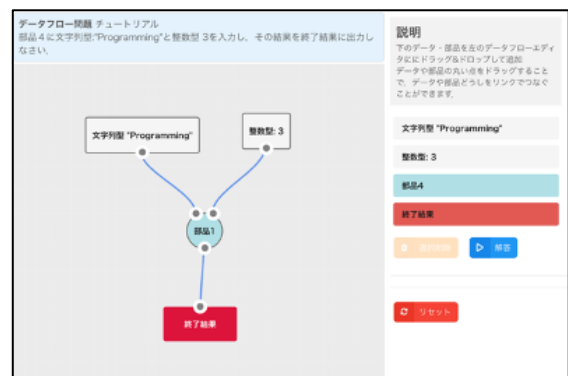 データフロー問題 チュートリアル
部品４に文字列型:"Programming"と整数型 3を入力し、その結果を終了結果に出力し
なさい.
文字列型 "Programming"
整数型: 3
部品1
終了結果
説明
下のデータ・部品を左のデータフローエディ
タににドラッグ&ドロップして追加
データや部品の丸い点をドラッグすること
で、データや部品どうしをリンクでつなぐ
ことができます.
文字列型 "Programming"
整数型: 3
部品4
終了結果
解答
リセット